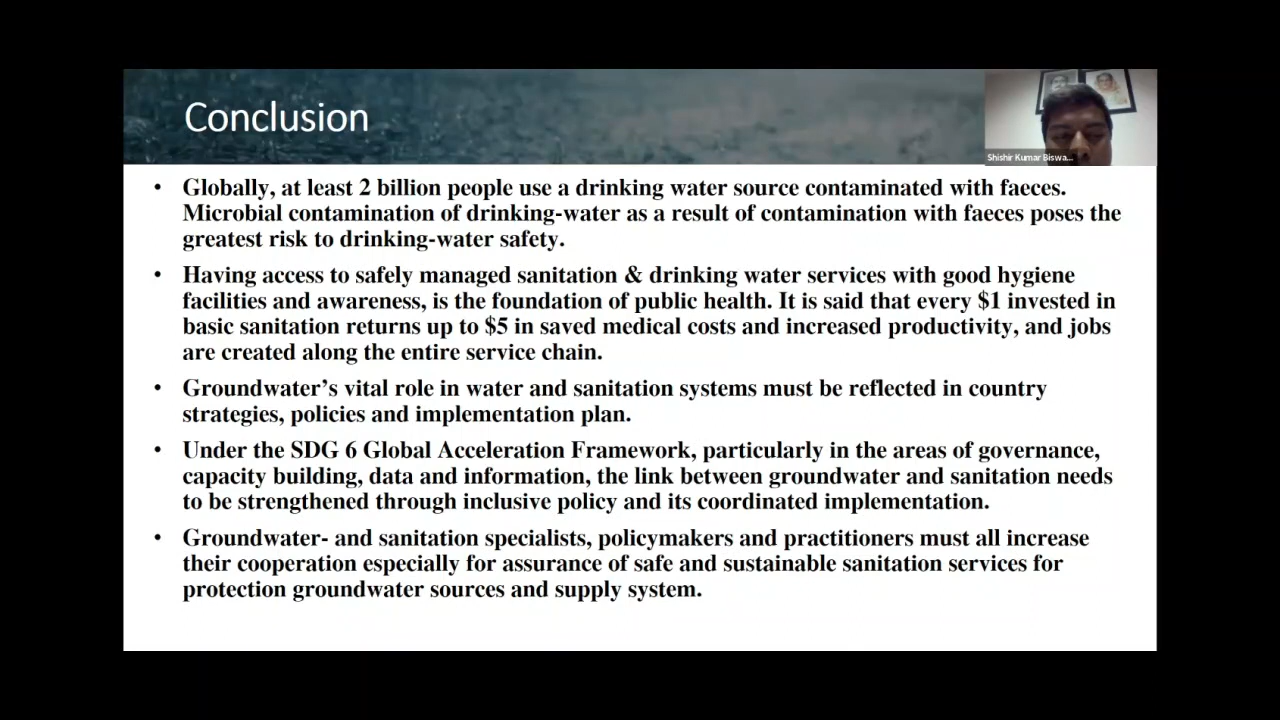 Conclusion
Shishir Kumar Biswa...
• Globally, at least 2 billion people use a drinking water source contaminated with faeces.
Microbial contamination of drinking-water as a result of contamination with faeces poses the
greatest risk to drinking-water safety.
• Having access to safely managed sanitation & drinking water services with good hygiene
facilities and awareness, is the foundation of public health. It is said that every $1 invested in
basic sanitation returns up to $5 in saved medical costs and increased productivity, and jobs
are created along the entire service chain.
• Groundwater’s vital role in water and sanitation systems must be reflected in country
strategies, policies and implementation plan.
• Under the SDG 6 Global Acceleration Framework, particularly in the areas of governance,
capacity building, data and information, the link between groundwater and sanitation needs
to be strengthened through inclusive policy and its coordinated implementation.
• Groundwater- and sanitation specialists, policymakers and practitioners must all increase
their cooperation especially for assurance of safe and sustainable sanitation services for
protection groundwater sources and supply system.